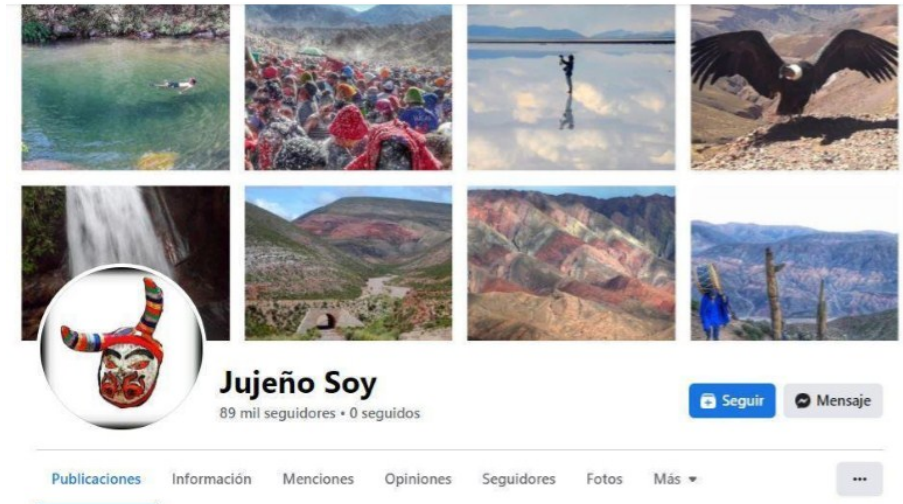 Jujeño Soy
89 mil seguidores • 0 seguidos
Seguir
Mensaje
Publicaciones Información Menciones Opiniones Seguidores Fotos Más